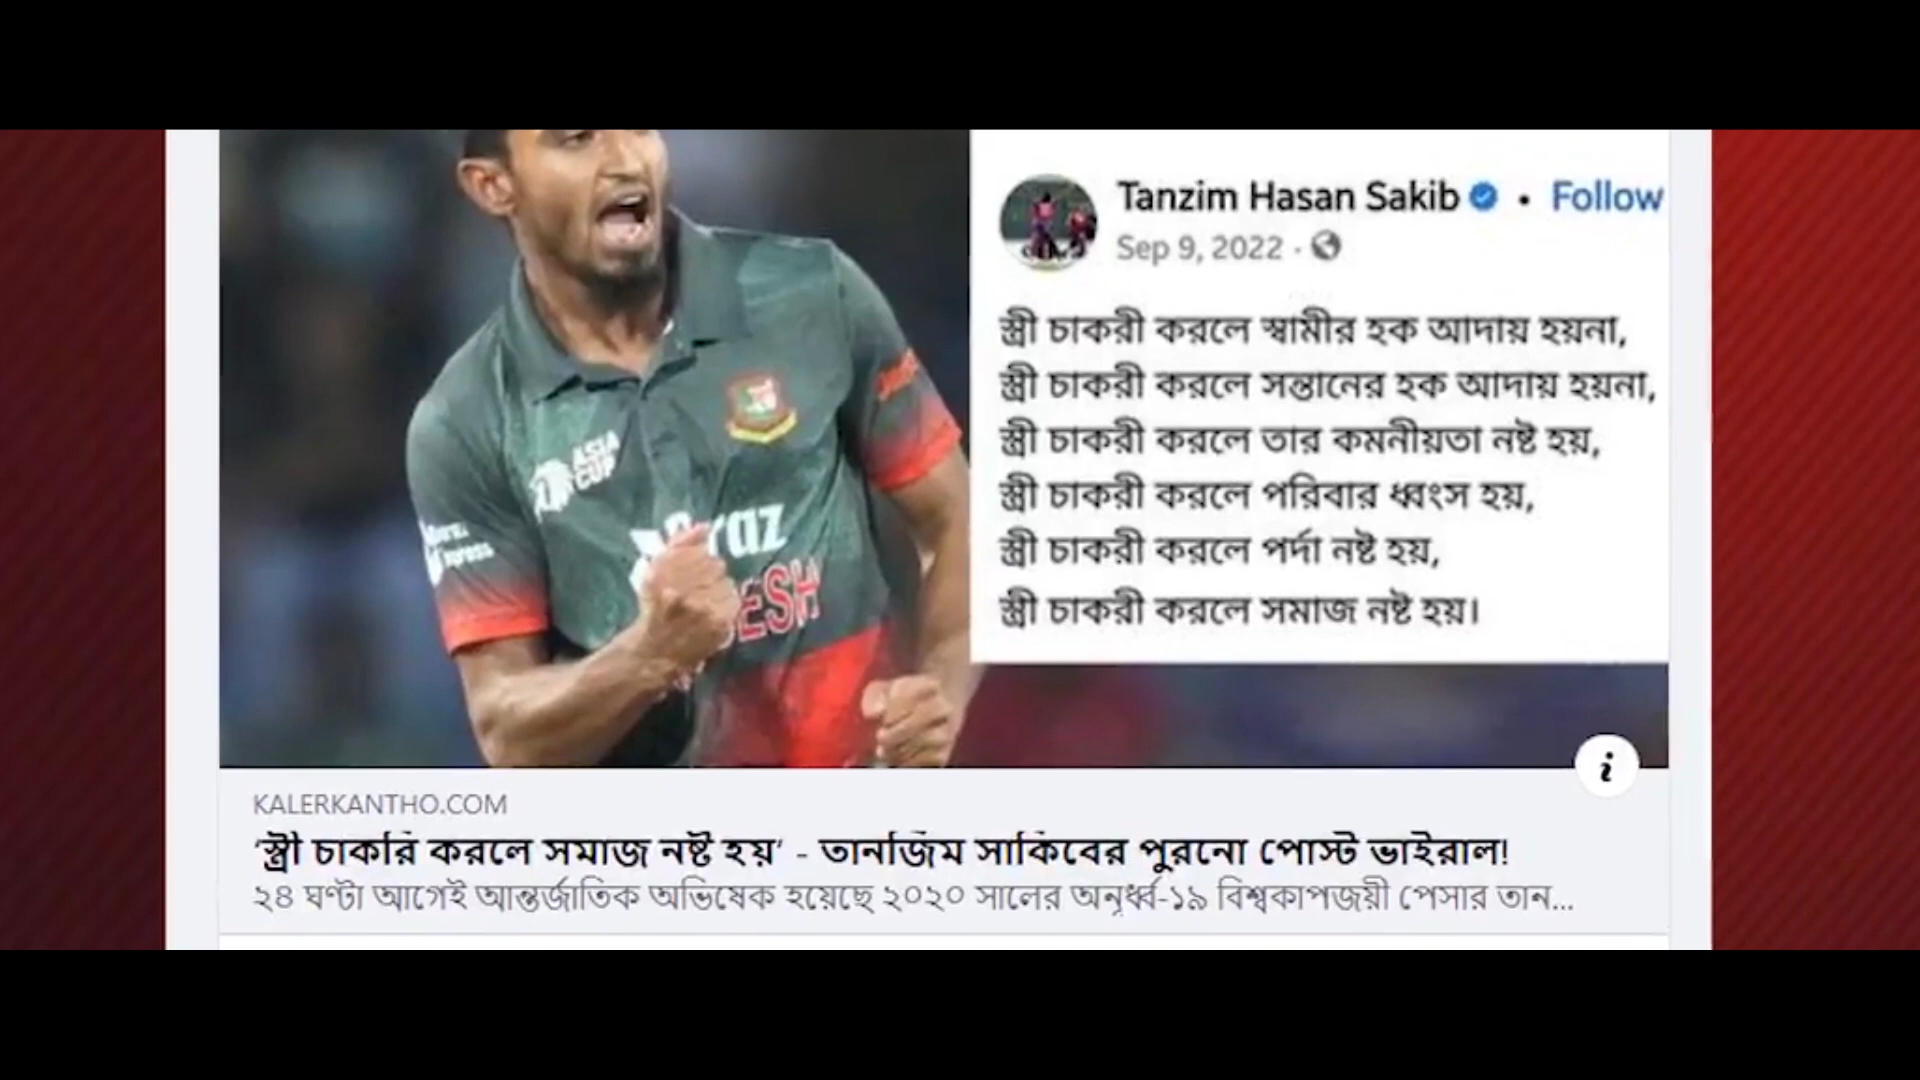 Tanzim Hasan Sakib • Follow
Sep 9, 2022 ·
স্ত্রী চাকরী করলে স্বামীর হক আদায় হয়না,
স্ত্রী চাকরী করলে সন্তানের হক আদায় হয়না,
স্ত্রী চাকরী করলে তার কমনীয়তা নষ্ট হয়,
স্ত্রী চাকরী করলে পরিবার ধ্বংস হয়,
স্ত্রী চাকরী করলে পর্দা নষ্ট হয়,
স্ত্রী চাকরী করলে সমাজ নষ্ট হয়।
ASIA
CUP
KALERKANTHO.COM
‘স্ত্রী চাকরি করলে সমাজ নষ্ট হয়’ - তানজিম সাকিবের পুরনো পোস্ট ভাইরাল!
২৪ ঘণ্টা আগেই আন্তর্জাতিক অভিষেক হয়েছে ২০২০ সালের অনূর্ধ্ব-১৯ বিশ্বকাপজয়ী পেসার তান...